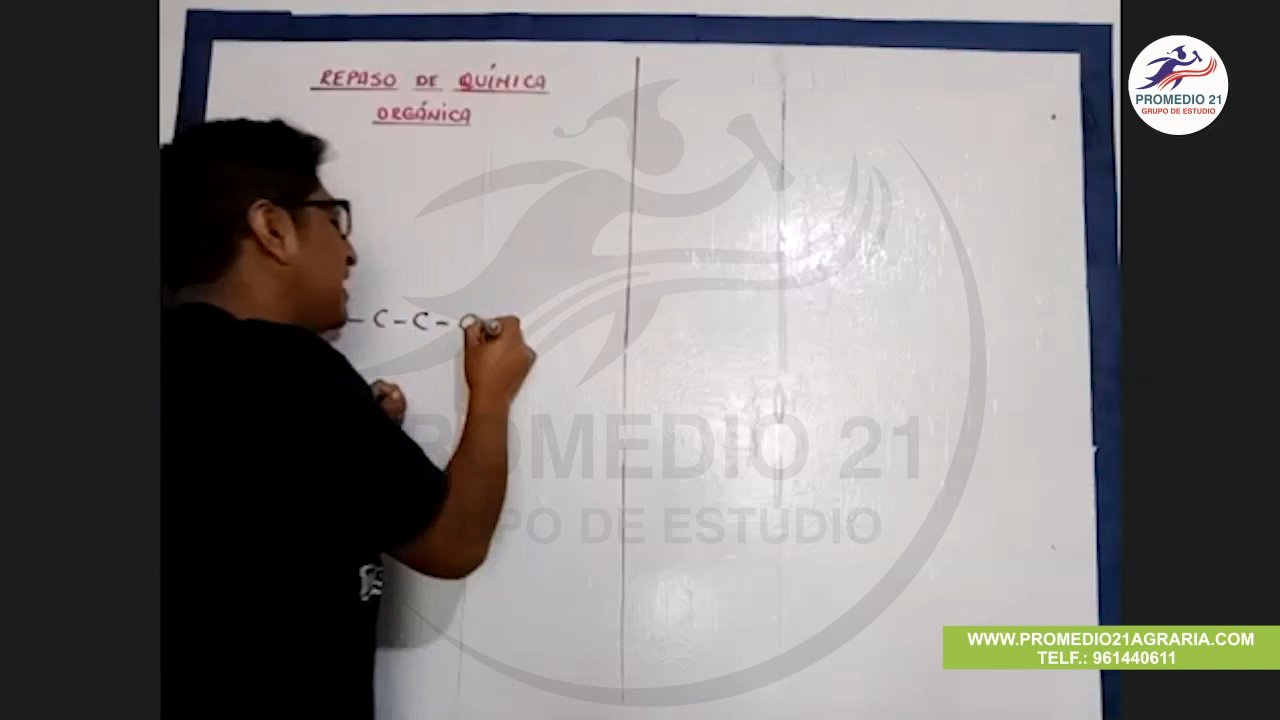 REPASO DE QUÍMICA
ORGÁNICA
- C - C - C
PROMEDIO 21
GRUPO DE ESTUDIO
PROMEDIO 21
GRUPO DE ESTUDIO
WWW.PROMEDIO21AGRARIA.COM
TELF.: 961440611